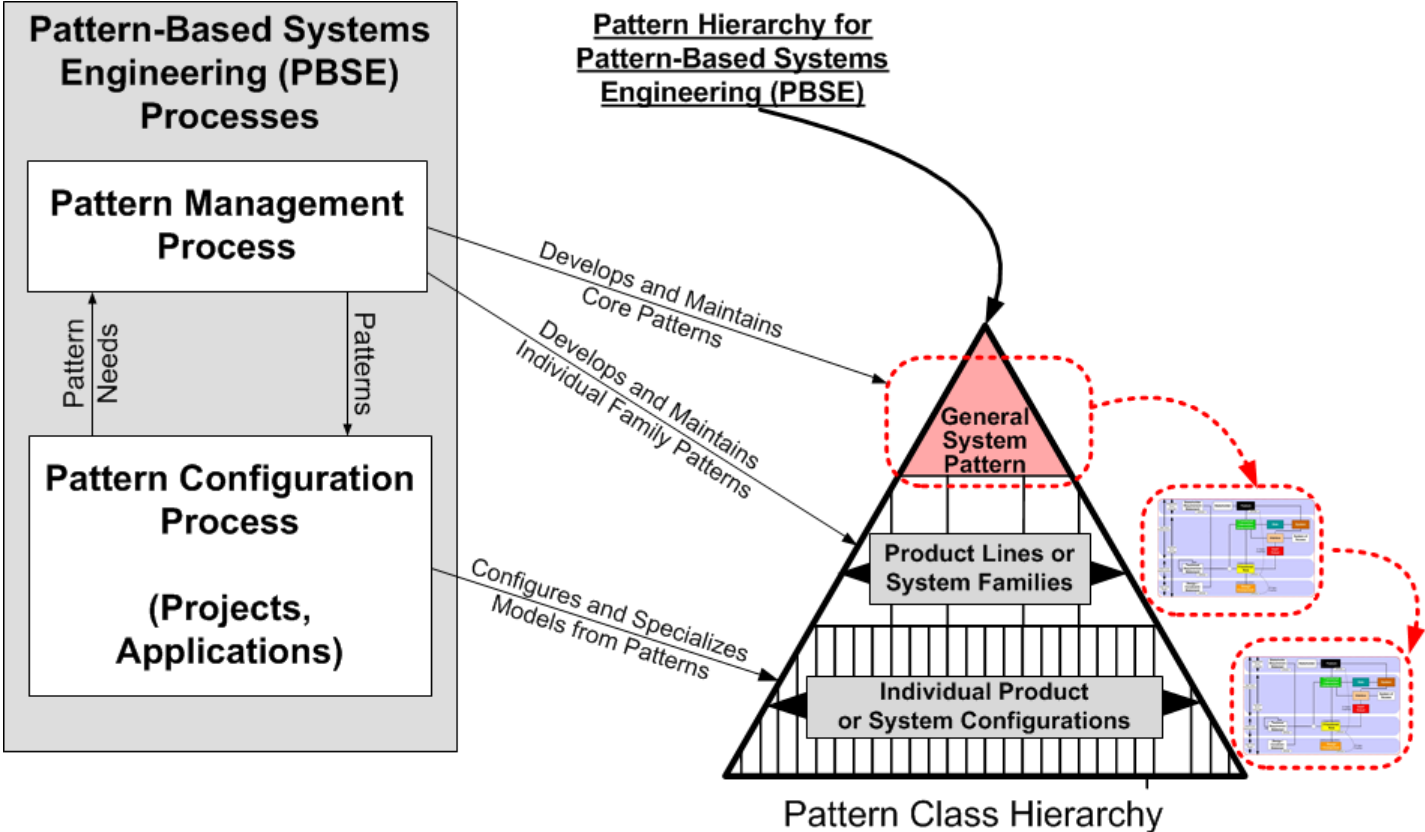 Pattern-Based Systems
Engineering (PBSE)
Processes
Pattern Management
Process
Pattern
Needs
Patterns
Pattern Configuration
Process
(Projects,
Applications)
Pattern Hierarchy for
Pattern-Based Systems
Engineering (PBSE)
Develops and Maintains
Core Patterns
Develops and Maintains
Individual Family Patterns
Configures and Specializes
Models from Patterns
General
System
Pattern
Product Lines or
System Families
Individual Product
or System Configurations
Pattern Class Hierarchy